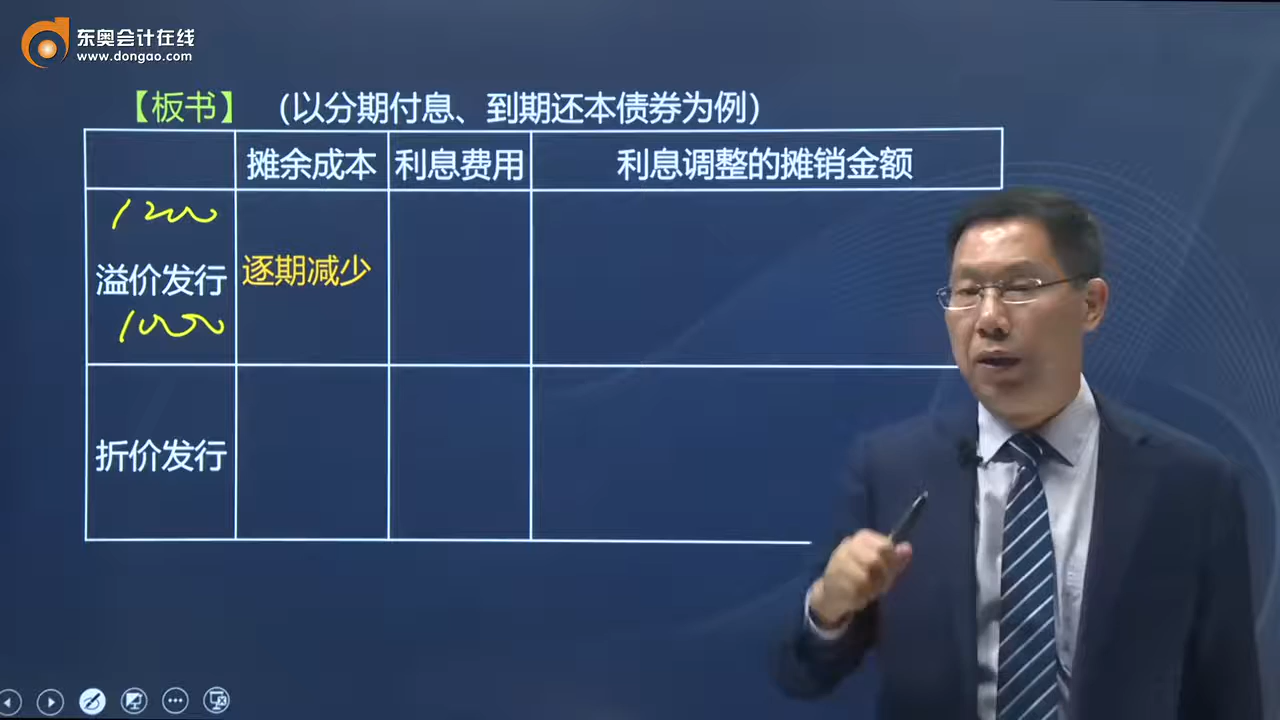 东奥会计在线
www.dongao.com
【板书】 （以分期付息、到期还本债券为例）
摊余成本 利息费用 利息调整的摊销金额
1200
溢价发行 逐期减少
1000
折价发行